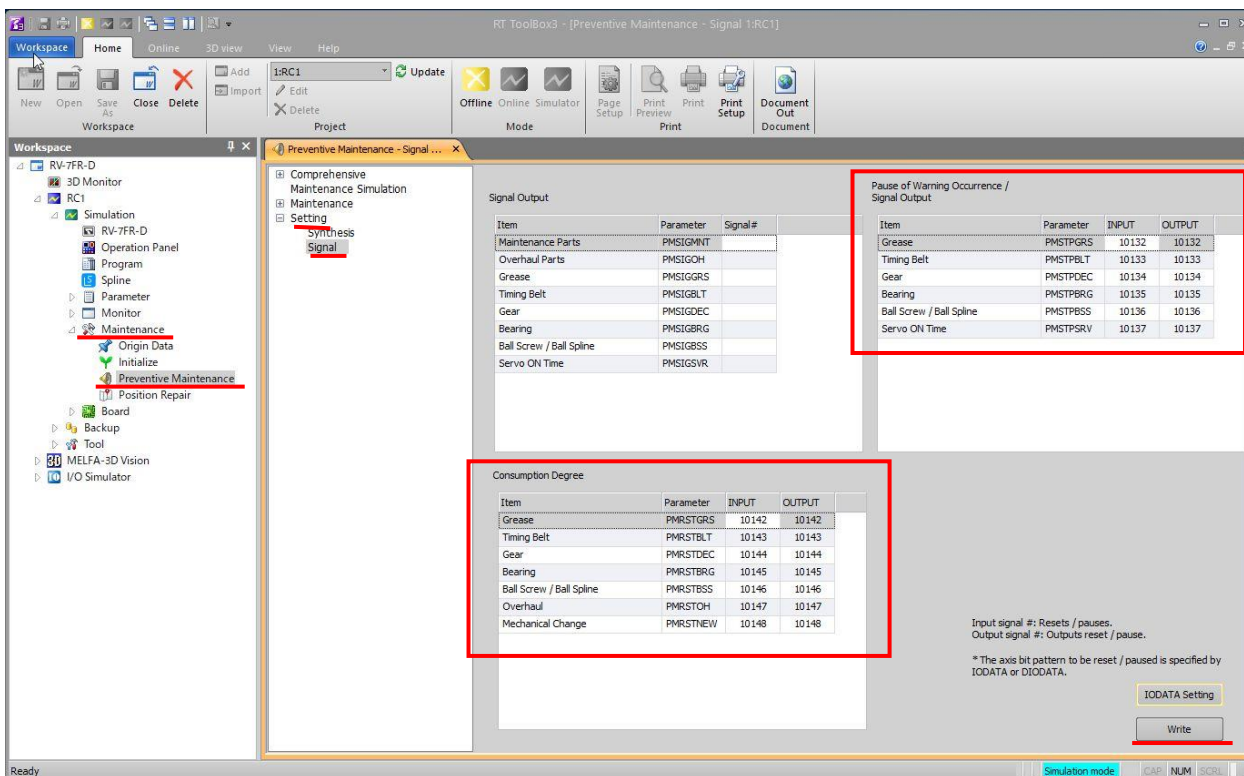 RT ToolBox3 - [Preventive Maintenance - Signal 1:RC1]
Workspace Home Online 3D view View Help
New Open Save As Close Delete
Add
Import
Workspace
1:RC1 Update
Edit
Delete
Project
Offline Online Simulator
Mode
Page Setup Print Preview Print Print Setup
Print
Document Out
Document
Workspace
RV-7FR-D
3D Monitor
RC1
Simulation
RV-7FR-D
Operation Panel
Program
Spline
Parameter
Monitor
Maintenance
Origin Data
Initialize
Preventive Maintenance
Position Repair
Board
Backup
Tool
MELFA-3D Vision
I/O Simulator
Preventive Maintenance - Signal ...
Comprehensive
Maintenance Simulation
Maintenance
Setting
Synthesis
Signal
Signal Output
Item Parameter Signal#
Maintenance Parts PMSIGMNT
Overhaul Parts PMSIGOH
Grease PMSIGGRS
Timing Belt PMSIGBLT
Gear PMSIGDEC
Bearing PMSIGBRG
Ball Screw / Ball Spline PMSIGBSS
Servo ON Time PMSIGSVR
Pause of Warning Occurrence /
Signal Output
Item Parameter INPUT OUTPUT
Grease PMSTPGRS 10132 10132
Timing Belt PMSTPBLT 10133 10133
Gear PMSTPDEC 10134 10134
Bearing PMSTPBRG 10135 10135
Ball Screw / Ball Spline PMSTPBSS 10136 10136
Servo ON Time PMSTPSRV 10137 10137
Consumption Degree
Item Parameter INPUT OUTPUT
Grease PMRSTGRS 10142 10142
Timing Belt PMRSTBLT 10143 10143
Gear PMRSTDEC 10144 10144
Bearing PMRSTBRG 10145 10145
Ball Screw / Ball Spline PMRSTBSS 10146 10146
Overhaul PMRSTOH 10147 10147
Mechanical Change PMRSTNEW 10148 10148
Input signal #: Resets / pauses.
Output signal #: Outputs reset / pause.
* The axis bit pattern to be reset / paused is specified by
IODATA or DIODATA.
IODATA Setting
Write
Ready Simulation mode CAP NUM SCRL